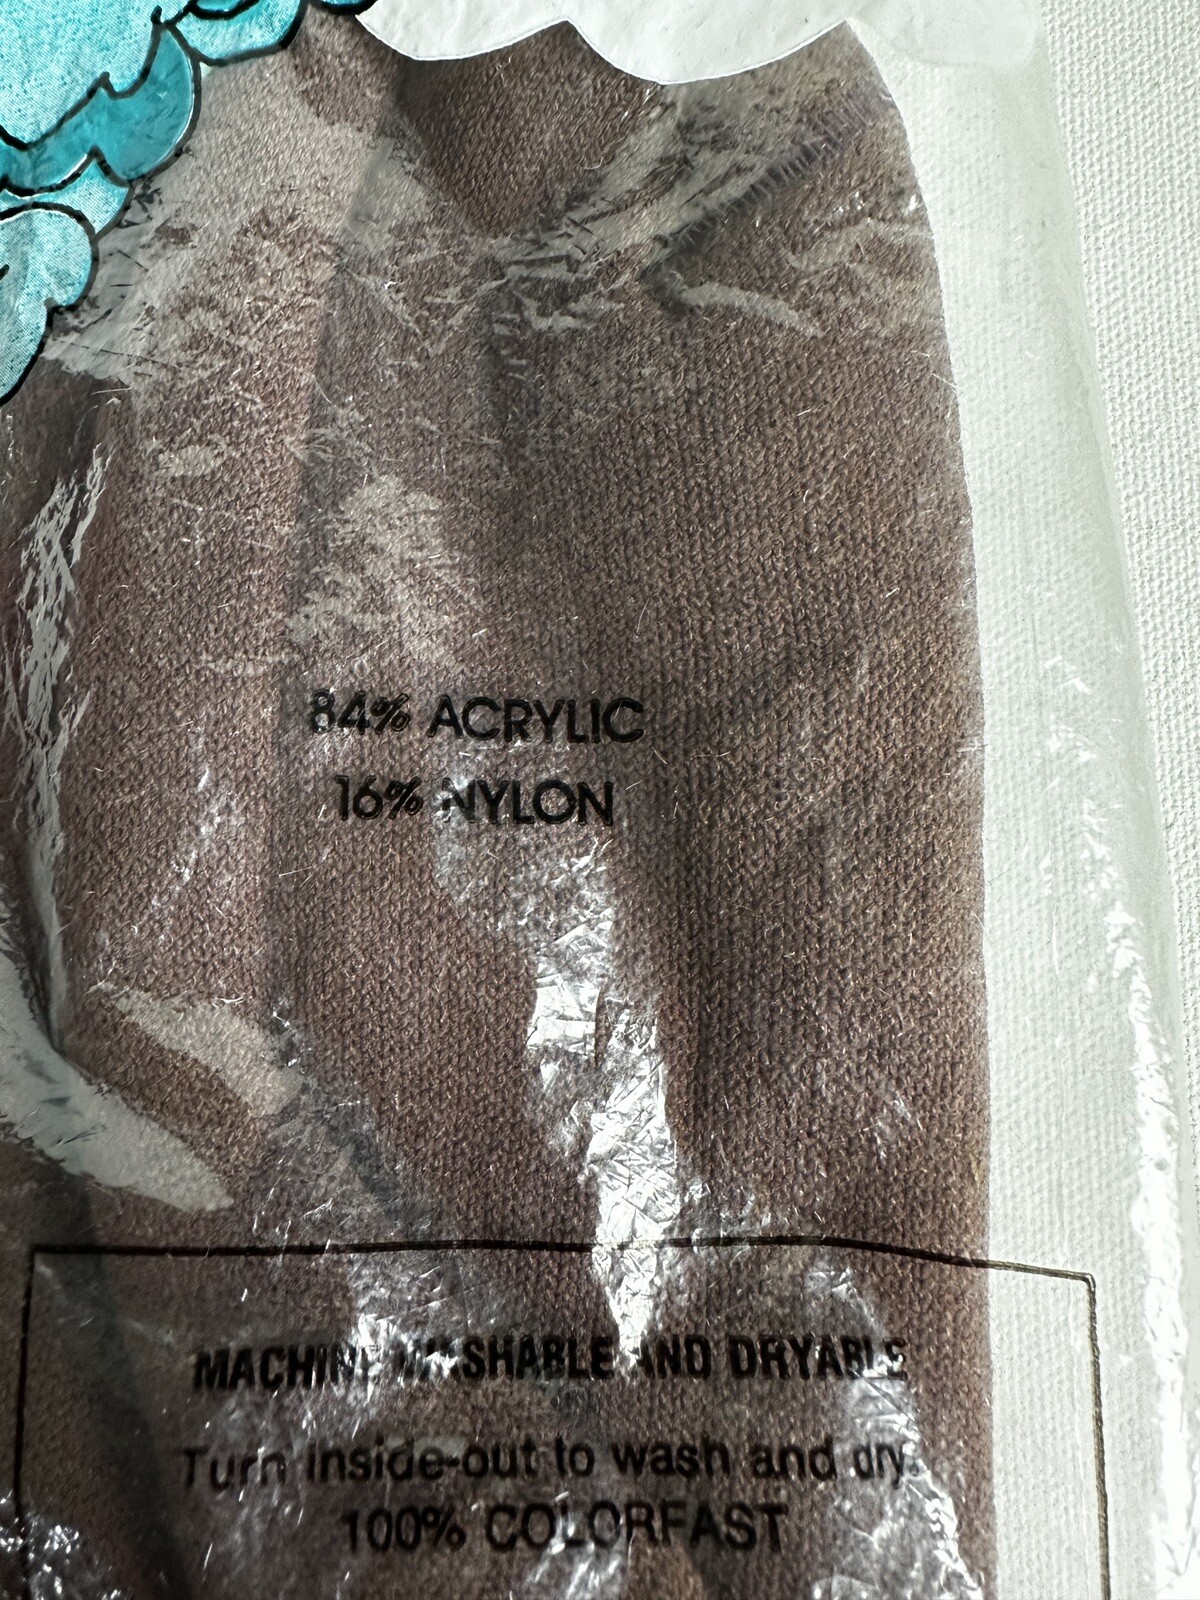 84% ACRYLIC
16% NYLON
MACHINE WASHABLE AND DRYABLE
Turn inside-out to wash and dry.
100% COLORFAST